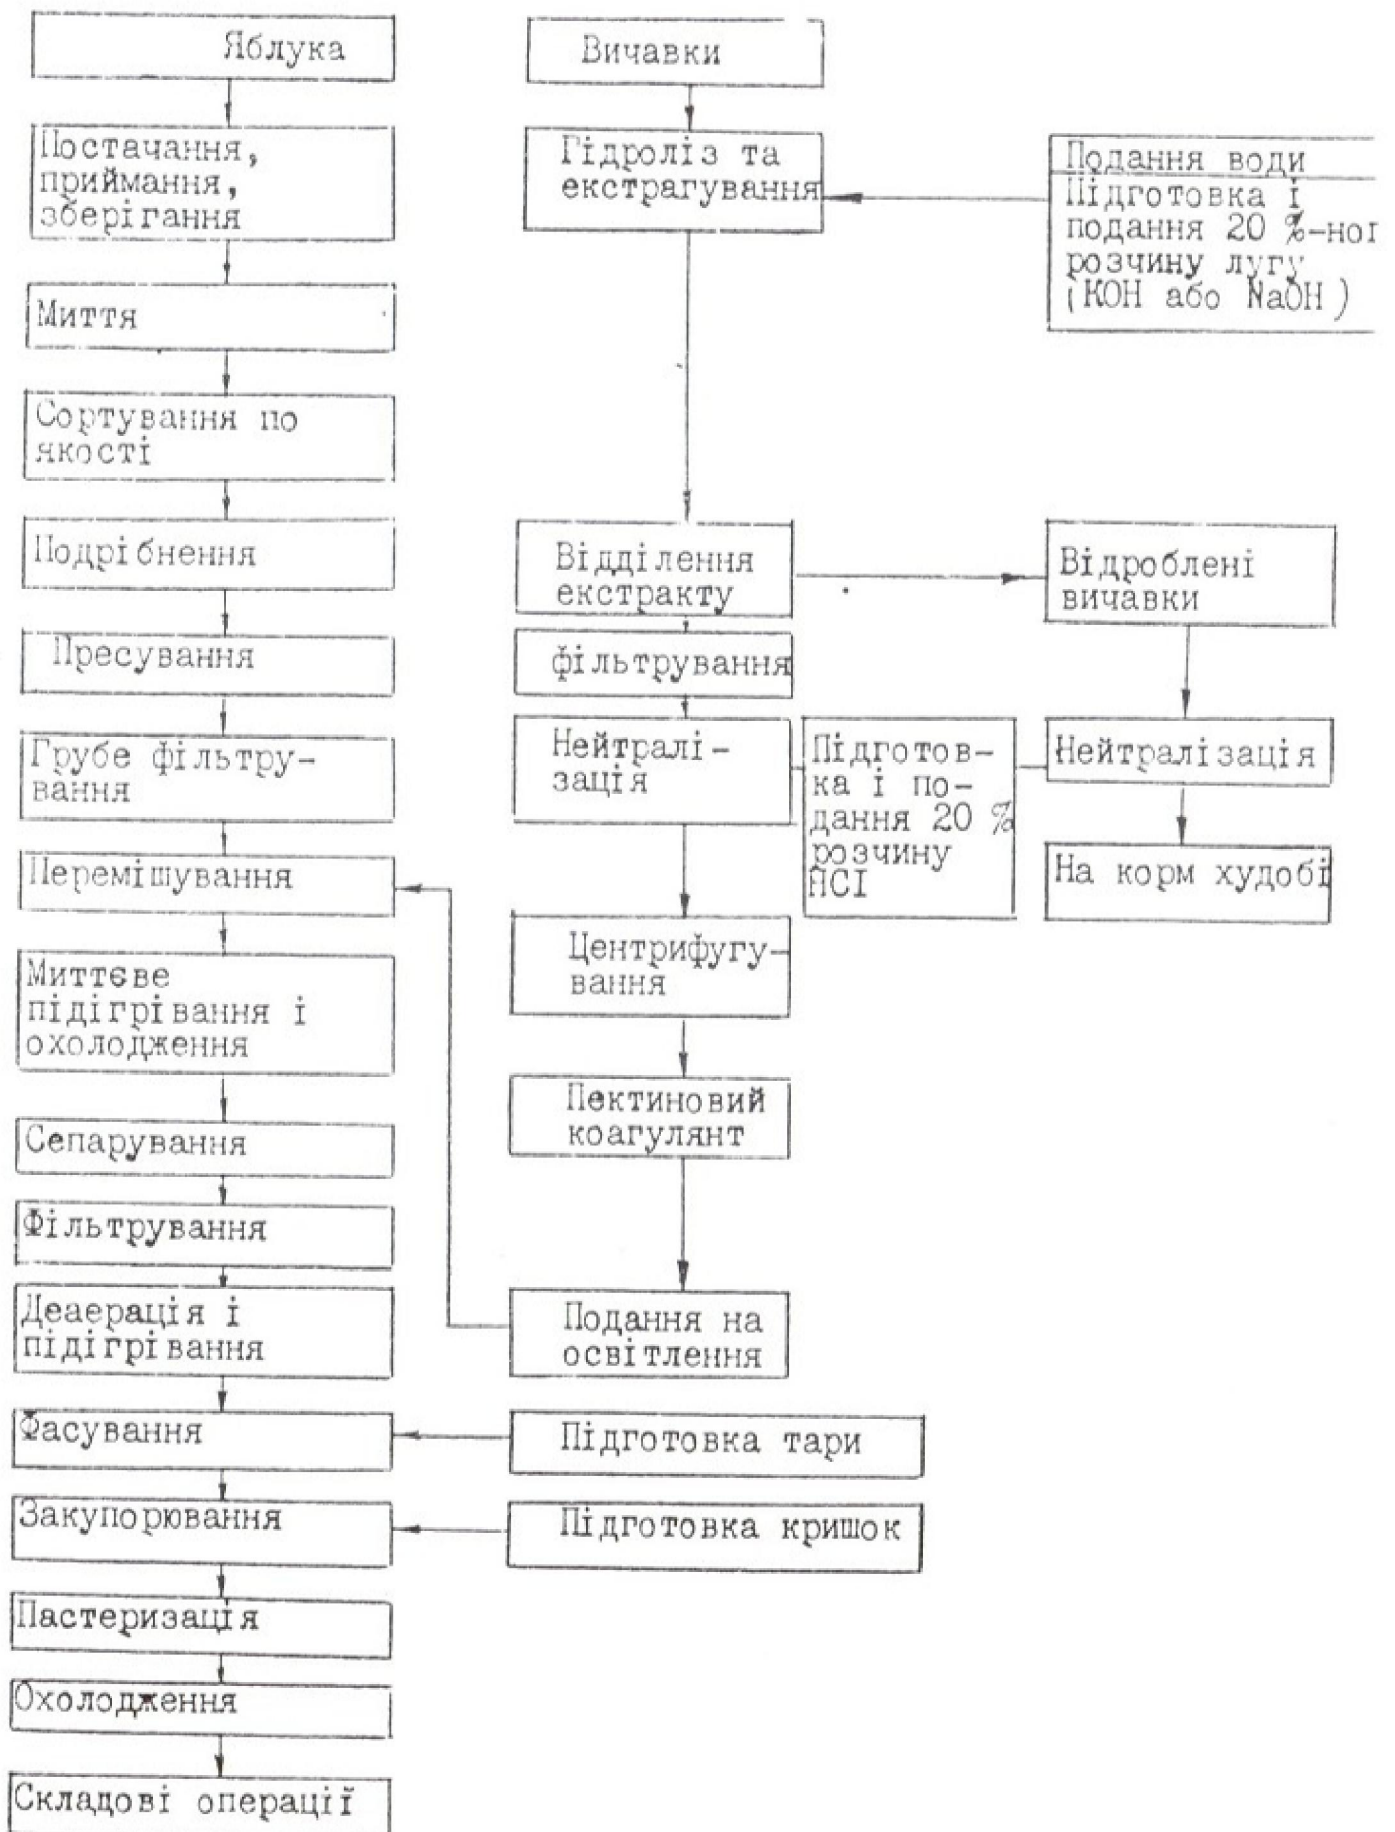 Яблука
Постачання,
приймання,
зберігання
Миття
Сортування по
якості
Подрібнення
Пресування
Грубе фільтру-
вання
Перемішування
Миттєве
підігрівання і
охолодження
Сепарування
Фільтрування
Деаерація і
підігрівання
Фасування
Закупорювання
Пастеризація
Охолодження
Складові операції
Вичавки
Гідроліз та
екстрагування
Подання води
Підготовка і
подання 20 %-ног
розчину лугу
(KOH або NaOH)
Відділення
екстракту
Відроблені
вичавки
фільтрування
Нейтралі-
зація
Підготов-
ка і по-
дання 20 %
розчину
HCI
Нейтралізація
На корм худобі
Центрифугу-
вання
Пектиновий
коагулянт
Подання на
освітлення
Підготовка тари
Підготовка кришок